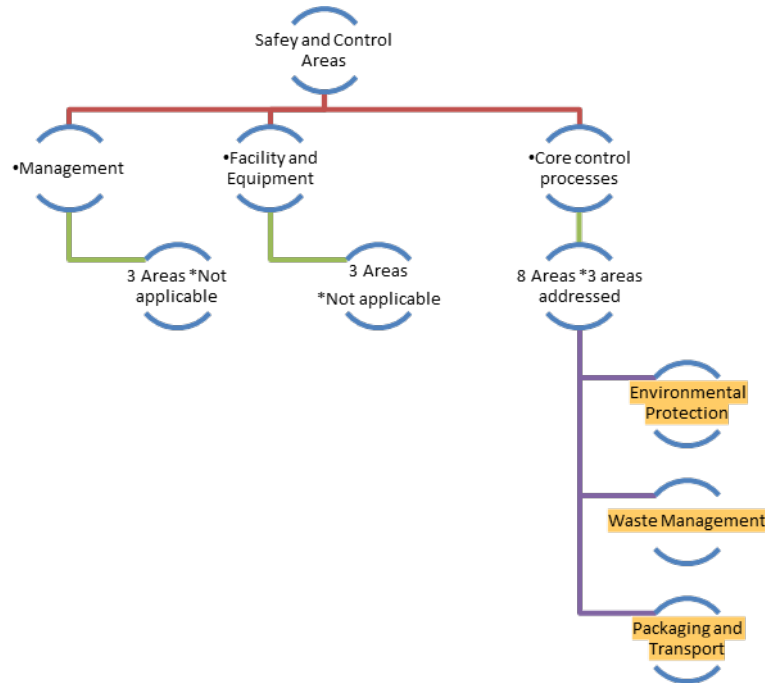 Safey and Control
Areas
•Management
•Facility and
Equipment
•Core control
processes
3 Areas *Not
applicable
3 Areas
*Not applicable
8 Areas *3 areas
addressed
Environmental
Protection
Waste Management
Packaging and
Transport